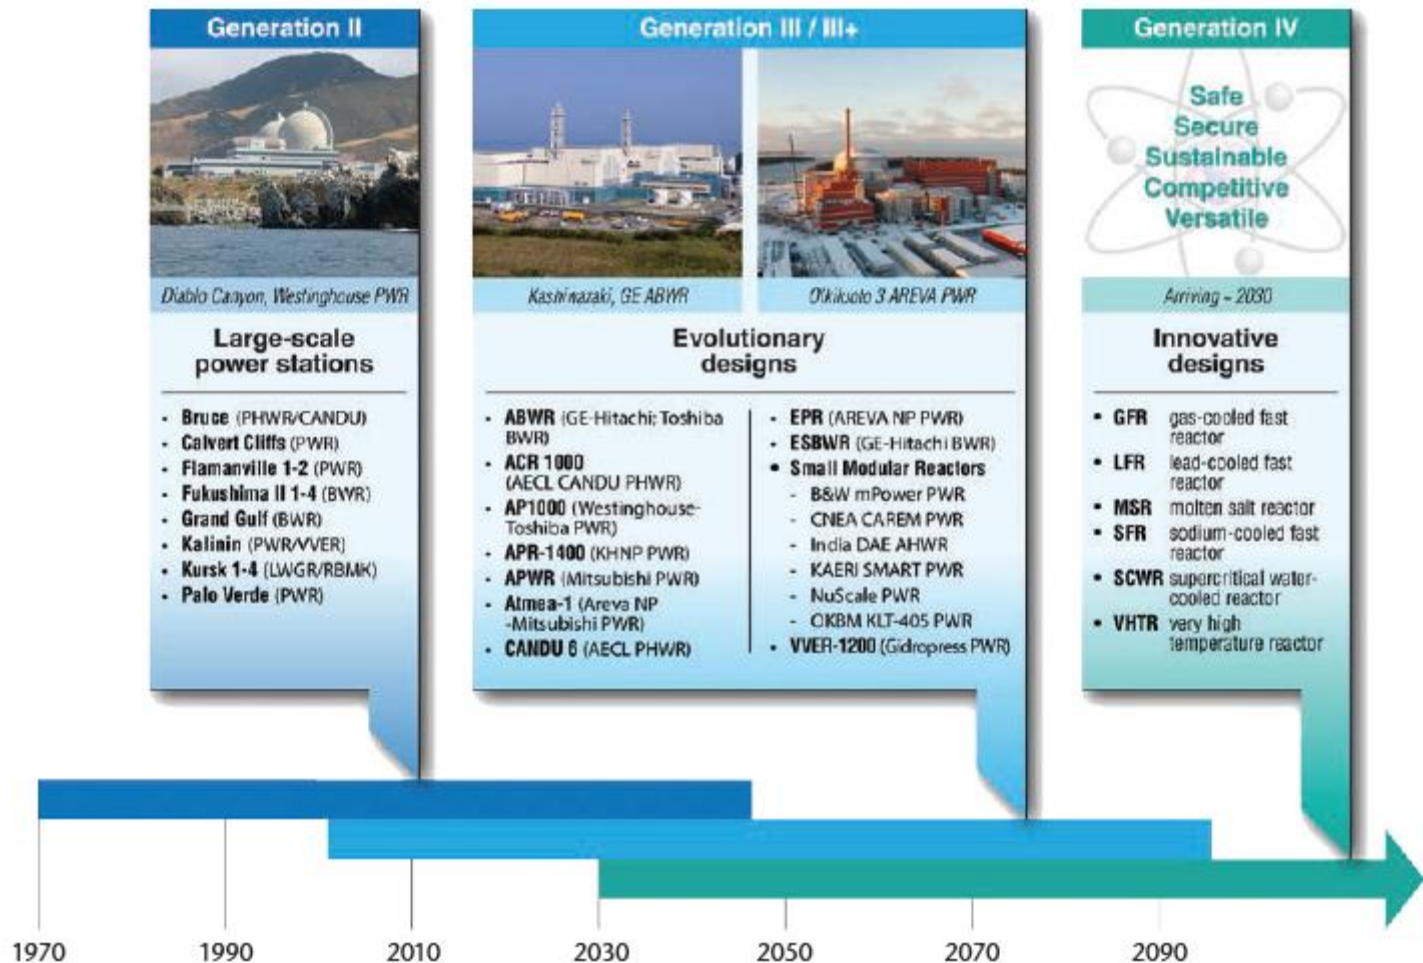 Generation II
Diablo Canyon, Westinghouse PWR
Large-scale
power stations
• Bruce (PHWR/CANDU)
• Calvert Cliffs (PWR)
• Flamanville 1-2 (PWR)
• Fukushima II 1-4 (BWR)
• Grand Gulf (BWR)
• Kalinin (PWR/VVER)
• Kursk 1-4 (LWGR/RBMK)
• Palo Verde (PWR)
Generation III / III+
Kashiwazaki, GE ABWR
Olkiluoto 3 AREVA PWR
Evolutionary
designs
• ABWR (GE-Hitachi; Toshiba
BWR)
• ACR 1000
(AECL CANDU PHWR)
• AP1000 (Westinghouse-
Toshiba PWR)
• APR-1400 (KHNP PWR)
• APWR (Mitsubishi PWR)
• Atmea-1 (Areva NP
-Mitsubishi PWR)
• CANDU 6 (AECL PHWR)
• EPR (AREVA NP PWR)
• ESBWR (GE-Hitachi BWR)
• Small Modular Reactors
- B&W mPower PWR
- CNEA CAREM PWR
- India DAE AHWR
- KAERI SMART PWR
- NuScale PWR
- OKBM KLT-405 PWR
• VVER-1200 (Gidropress PWR)
Generation IV
Safe
Secure
Sustainable
Competitive
Versatile
Arriving ~ 2030
Innovative
designs
• GFR gas-cooled fast
reactor
• LFR lead-cooled fast
reactor
• MSR molten salt reactor
• SFR sodium-cooled fast
reactor
• SCWR supercritical water-
cooled reactor
• VHTR very high
temperature reactor
1970 1990 2010 2030 2050 2070 2090